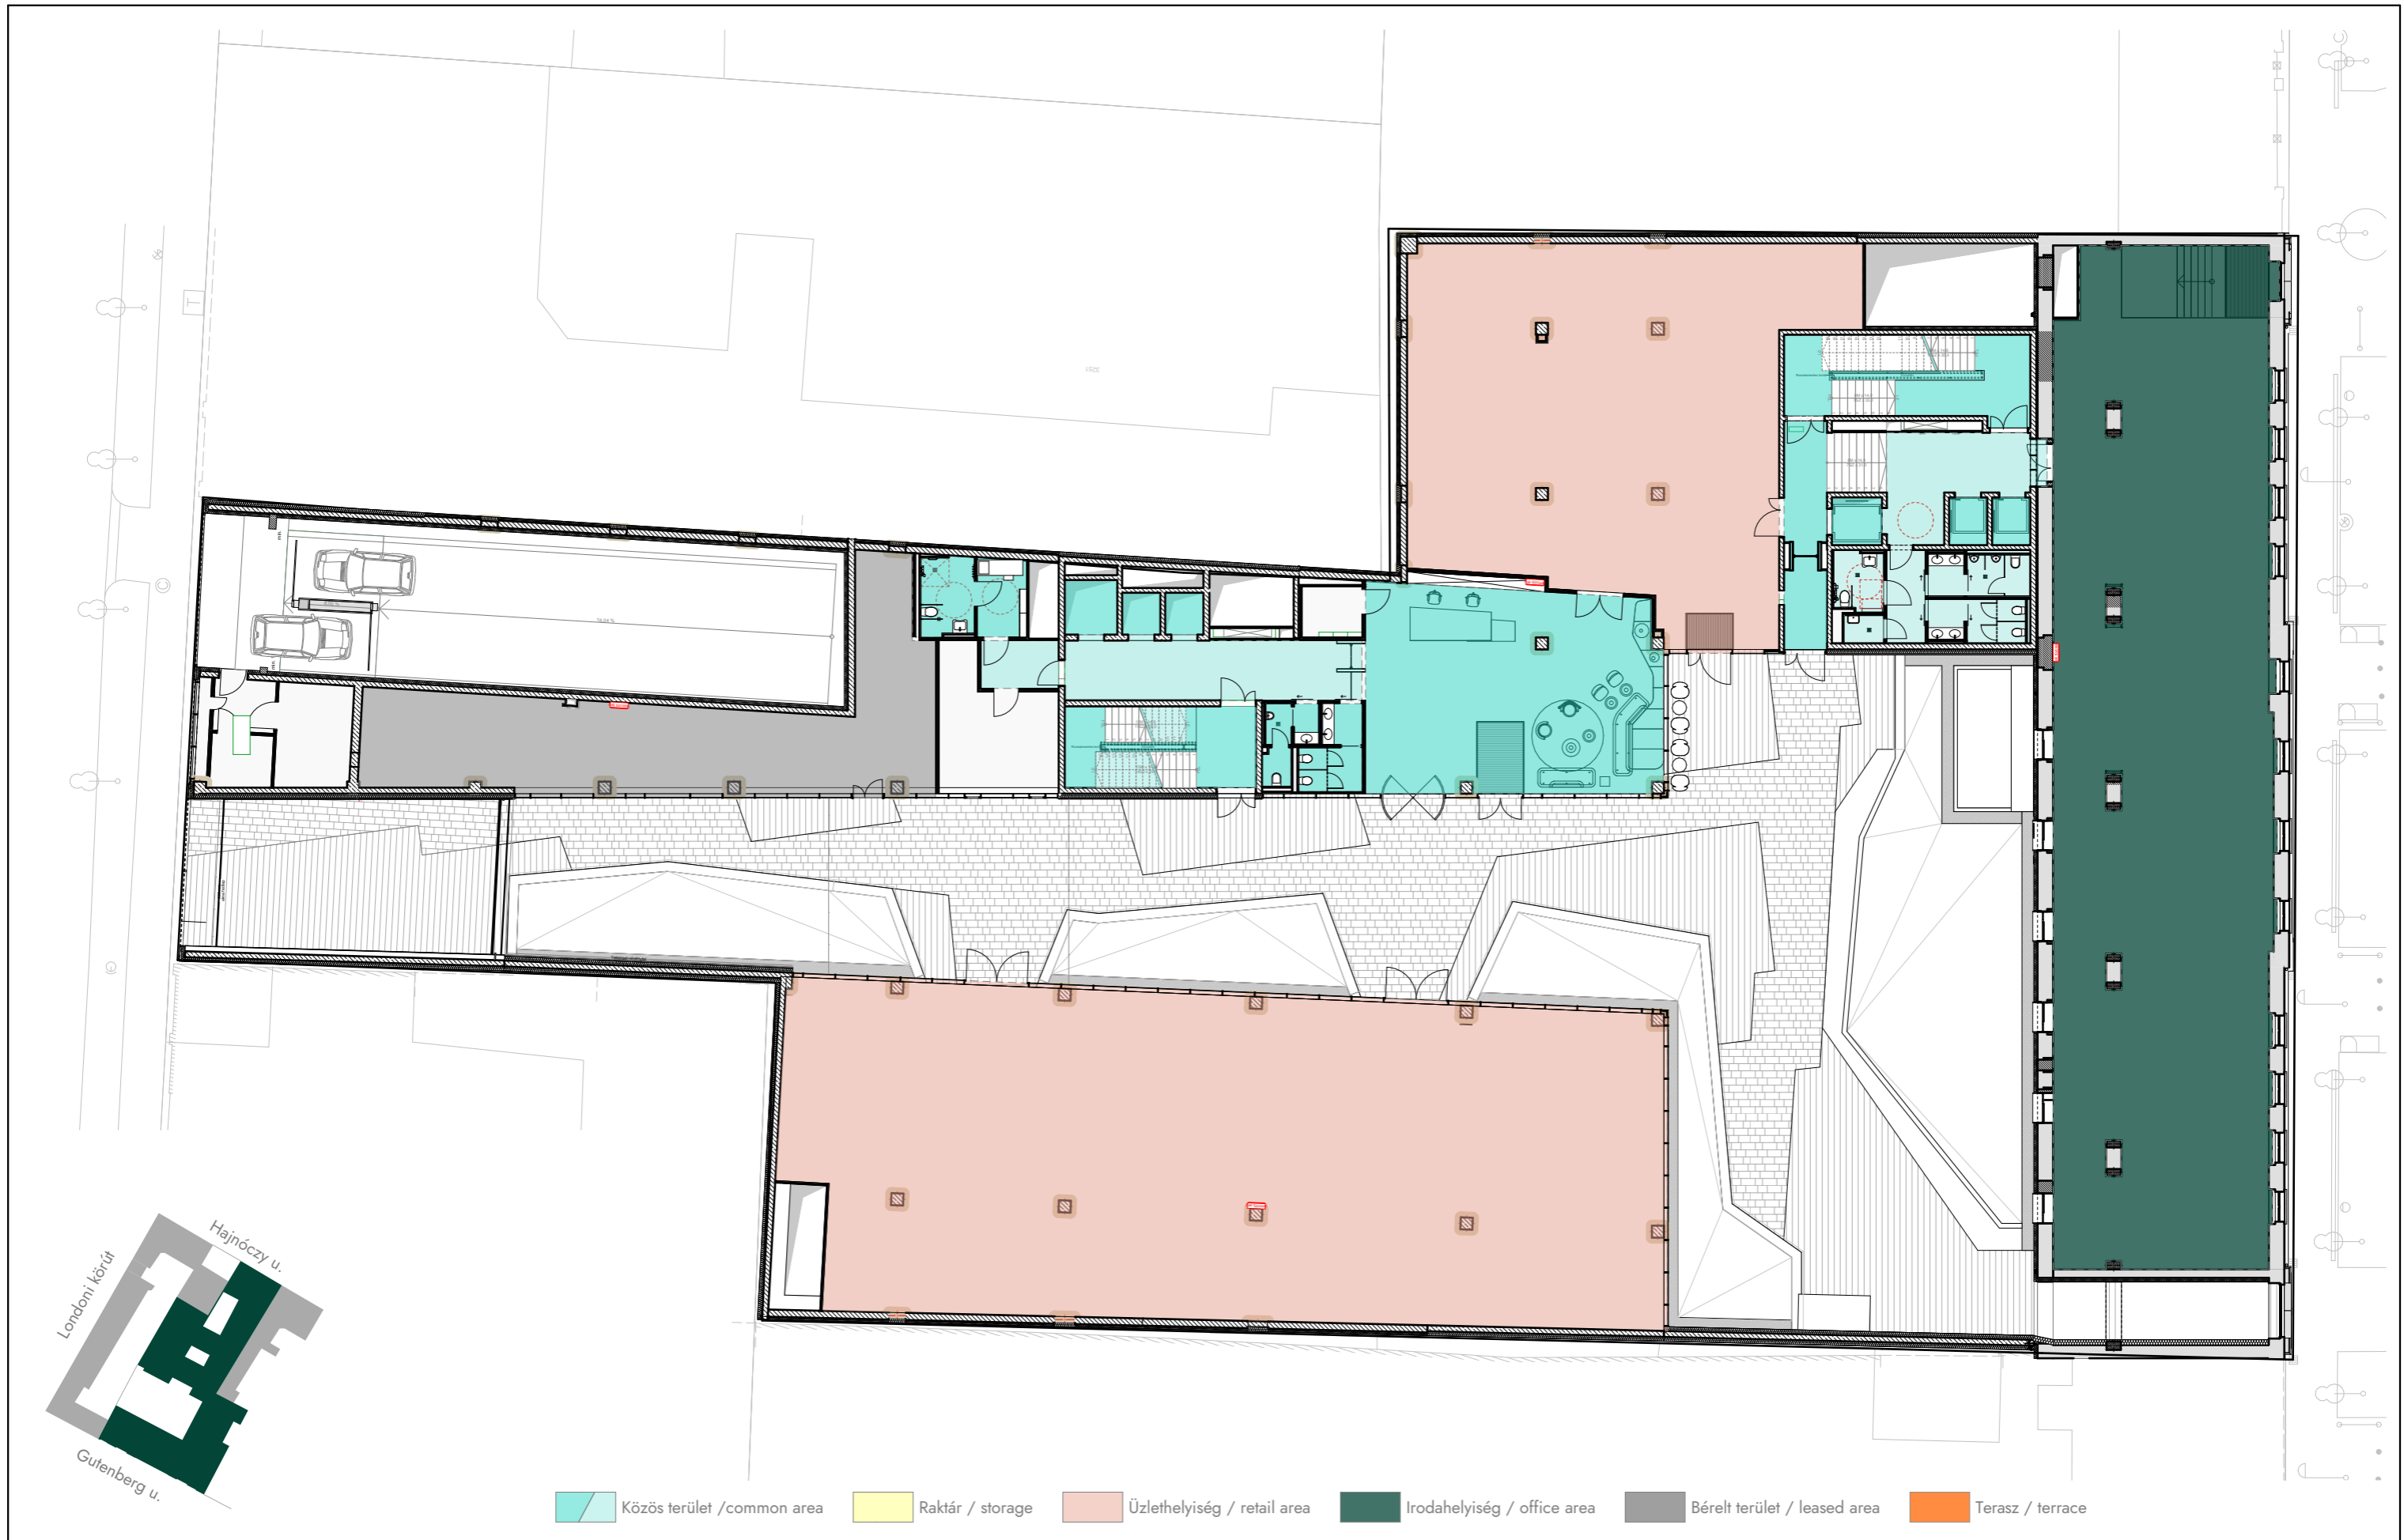 3251
T
Hajnóczy u.
Londoni körút
Gutenberg u.
Közös terület /common area
Raktár / storage
Üzlethelyiség / retail area
Irodahelyiség / office area
Bérelt terület / leased area
Terasz / terrace